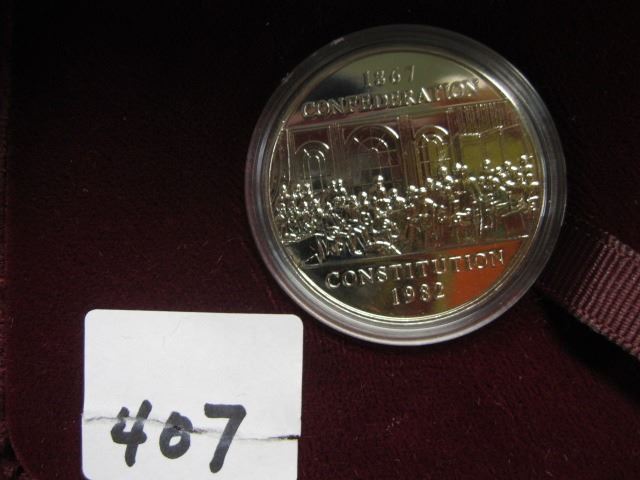 1867
CONFEDERATION
CONSTITUTION
1982
407